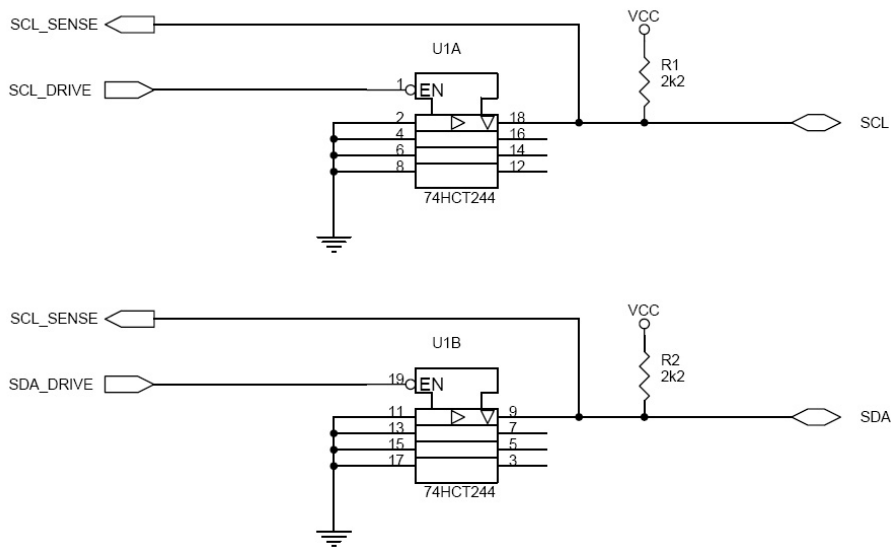 SCL_SENSE
VCC
U1A
R1
2k2
SCL_DRIVE
1
EN
2
18
SCL
4
16
6
14
8
12
74HCT244
SCL_SENSE
VCC
U1B
R2
2k2
SDA_DRIVE
19
EN
11
9
SDA
13
7
15
5
17
3
74HCT244